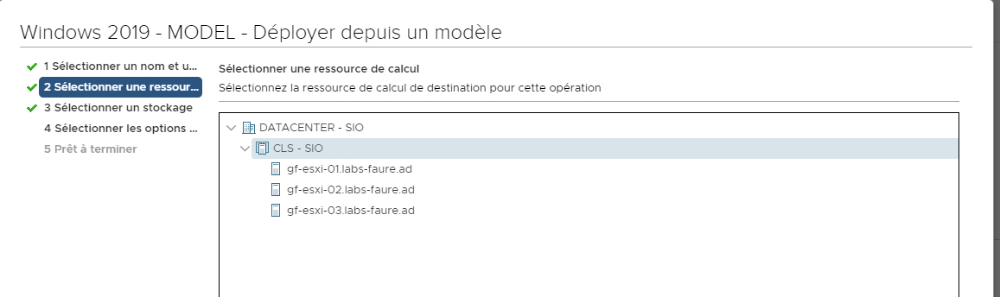 Windows 2019 - MODEL - Déployer depuis un modèle
1 Sélectionner un nom et u...
2 Sélectionner une ressour...
3 Sélectionner un stockage
4 Sélectionner les options ...
5 Prêt à terminer
Sélectionner une ressource de calcul
Sélectionnez la ressource de calcul de destination pour cette opération
DATACENTER - SIO
CLS - SIO
gf-esxi-01.labs-faure.ad
gf-esxi-02.labs-faure.ad
gf-esxi-03.labs-faure.ad